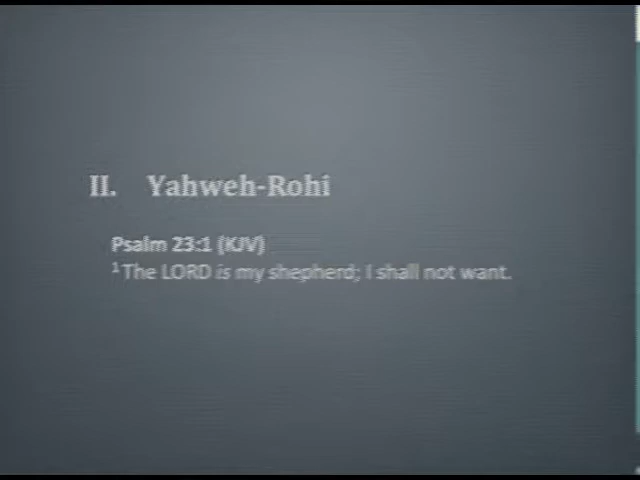 II. Yahweh-Rohi
Psalm 23:1 (KJV)
1 The LORD is my shepherd; I shall not want.